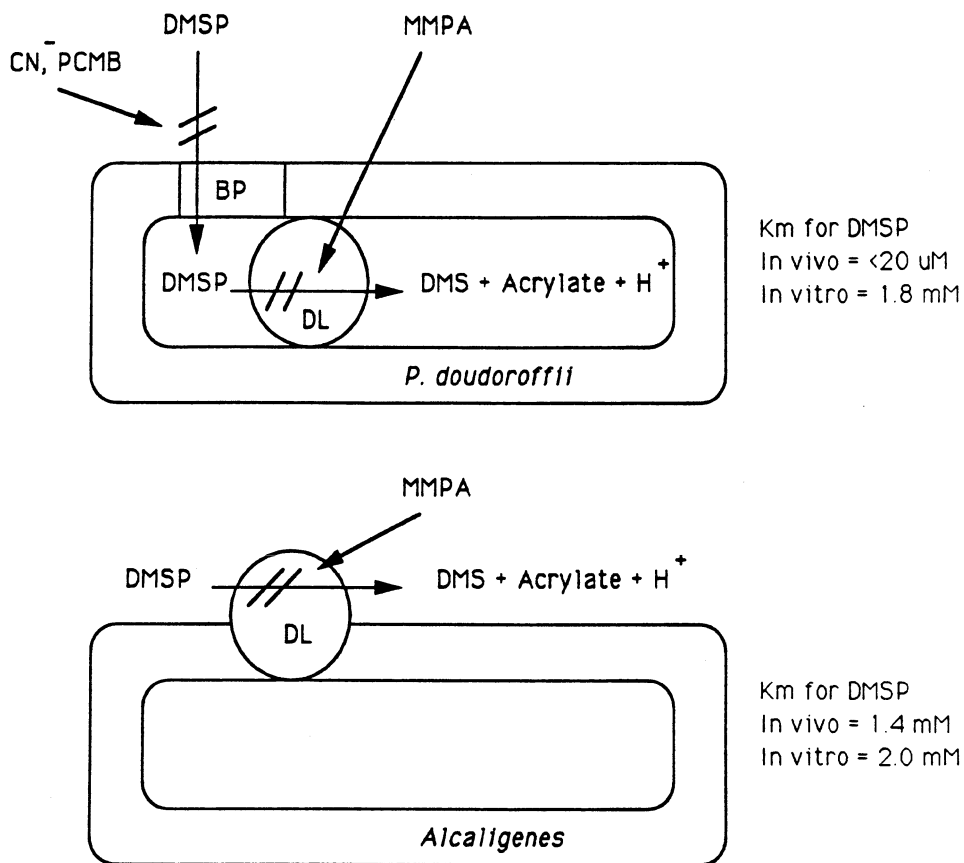 DMSP
MMPA
CN,⁻ PCMB
BP
DMSP
DMS + Acrylate + H⁺
DL
P. doudoroffii
Km for DMSP
In vivo = <20 uM
In vitro = 1.8 mM
MMPA
DMSP
DMS + Acrylate + H⁺
DL
Km for DMSP
In vivo = 1.4 mM
In vitro = 2.0 mM
Alcaligenes